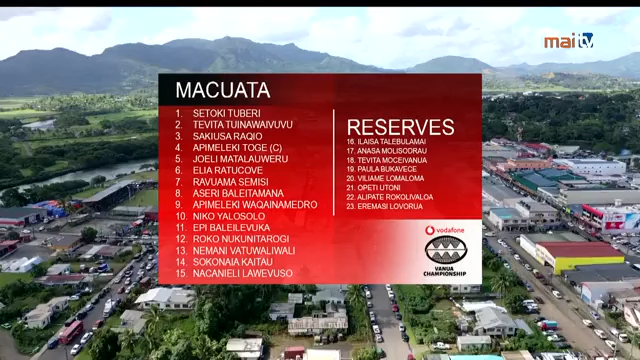 mai tv
MACUATA
1. SETOKI TUBERI
2. TEVITA TUINAWAIVUVU
3. SAKIUSA RAQIO
4. APIMELEKI TOGE (C)
5. JOELI MATALAUWERU
6. ELIA RATUCOVE
7. RAVUAMA SEMISI
8. ASERI BALEITAMANA
9. APIMELEKI WAQAINAMEDRO
10. NIKO YALOSOLO
11. EPI BALEILEVUKA
12. ROKO NUKUNITAROGI
13. NEMANI VATUWALIWALI
14. SOKONAIA KAITAU
15. NACANIELI LAWEVUSO
RESERVES
16. ILAISA TALEBULAMAI
17. ANASA MOLISODRAU
18. TEVITA MOCEIVANUA
19. PAULA BUKAVECE
20. VILIAME LOMALOMA
21. OPETI UTONI
22. ALIPATE ROKOLIVALOA
23. EREMASI LOVORUA
vodafone
VANUA
CHAMPIONSHIP